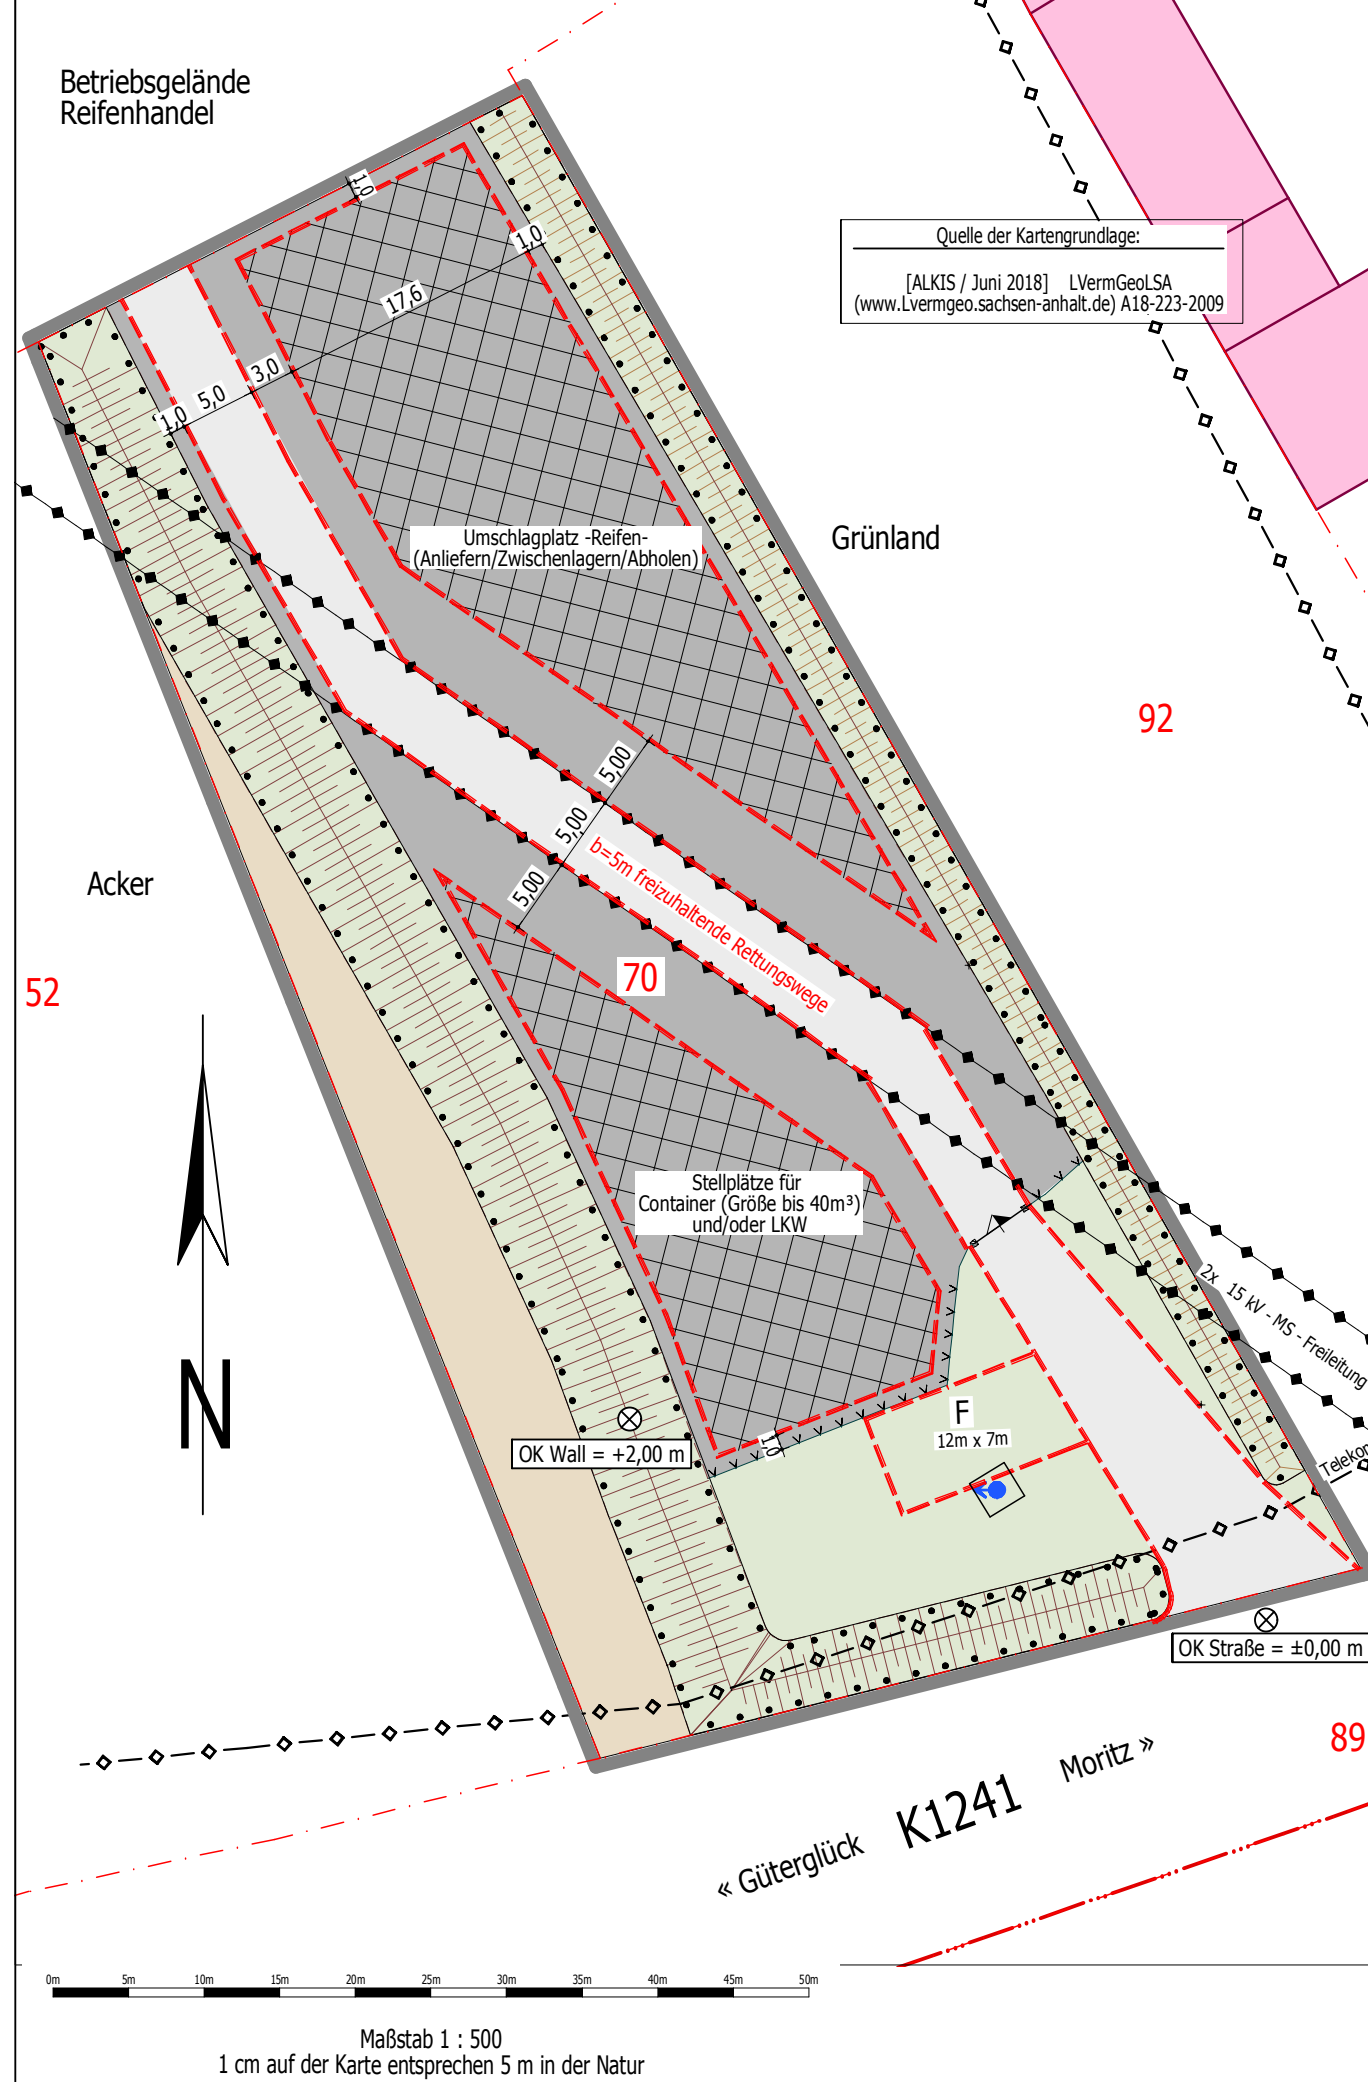 Betriebsgelände
Reifenhandel
1,0
1,0
17,6
3,0
5,0
1,0
Quelle der Kartengrundlage:
[ALKIS / Juni 2018] LVermGeoLSA
(www.Lvermgeo.sachsen-anhalt.de) A18-223-2009
Umschlagplatz -Reifen-
(Anliefern/Zwischenlagern/Abholen)
Grünland
92
5,00
5,00
5,00
b=5m freizuhaltende Rettungswege
Acker
70
52
Stellplätze für
Container (Größe bis 40m³)
und/oder LKW
2x 15 kV - MS - Freileitung
N
F
12m x 7m
1,0
OK Wall = +2,00 m
Telekom
OK Straße = ±0,00 m
89
« Güterglück K1241 Moritz »
0m 5m 10m 15m 20m 25m 30m 35m 40m 45m 50m
Maßstab 1 : 500
1 cm auf der Karte entsprechen 5 m in der Natur